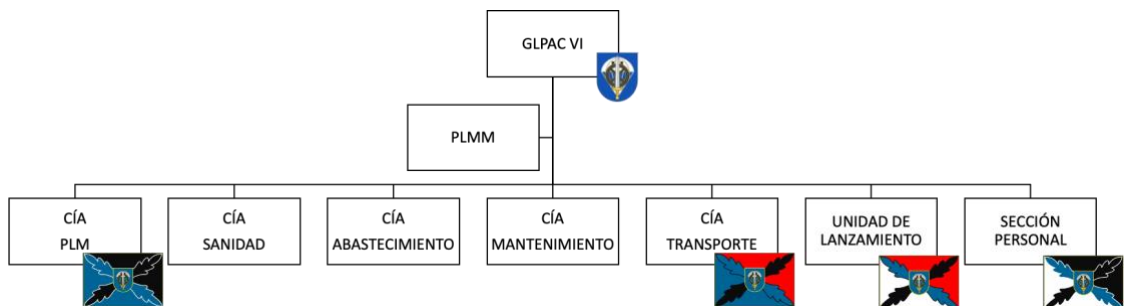 GLPAC VI
PLMM
CÍA
PLM
CÍA
SANIDAD
CÍA
ABASTECIMIENTO
CÍA
MANTENIMIENTO
CÍA
TRANSPORTE
UNIDAD DE
LANZAMIENTO
SECCIÓN
PERSONAL